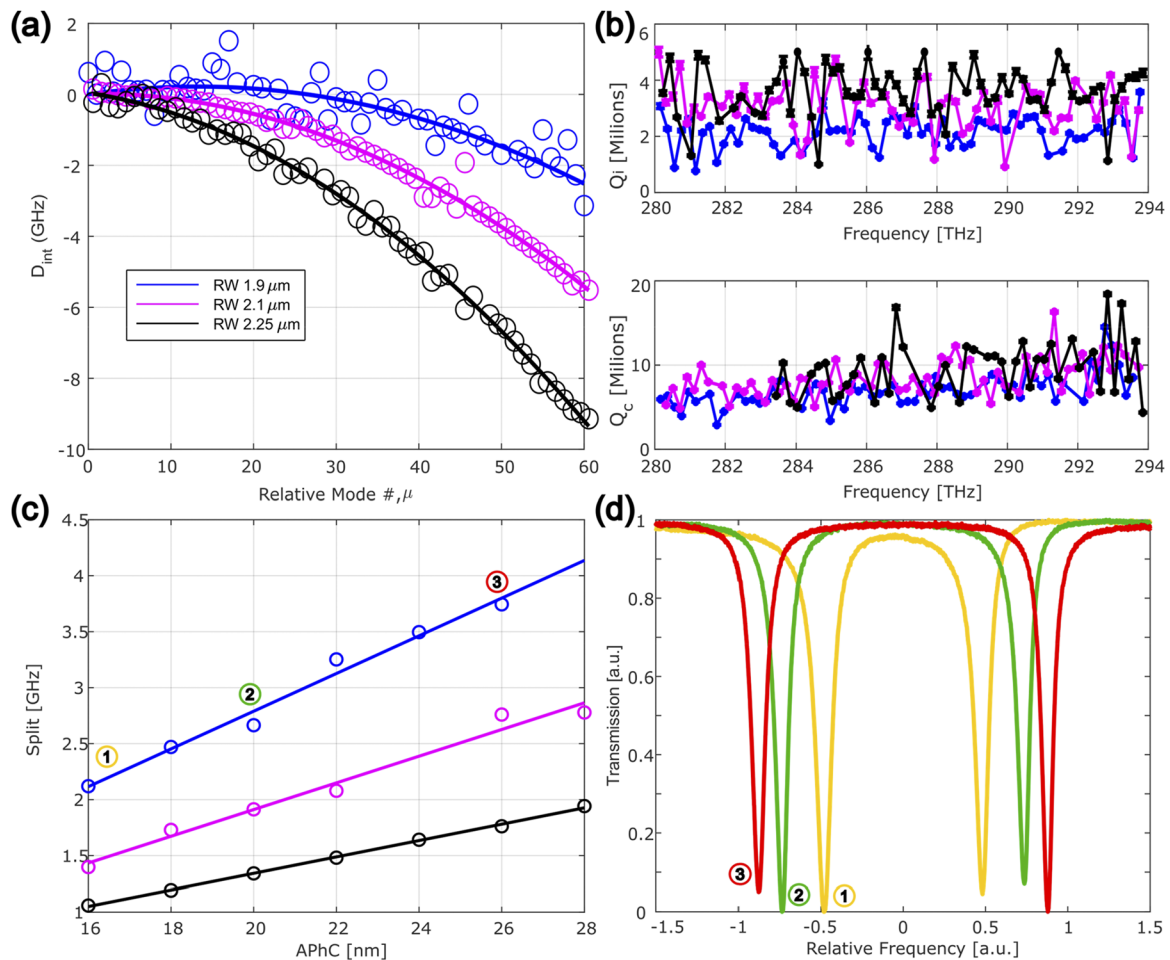 (a)
2
0
-2
-4
-6
-8
-10
D_int (GHz)
RW 1.9 μm
RW 2.1 μm
RW 2.25 μm
0 10 20 30 40 50 60
Relative Mode #,μ
(b)
6
4
2
0
Qi [Millions]
280 282 284 286 288 290 292 294
Frequency [THz]
20
15
10
5
0
Q_c [Millions]
280 282 284 286 288 290 292 294
Frequency [THz]
(c)
4.5
4
3.5
3
2.5
2
1.5
1
Split [GHz]
1
2
3
16 18 20 22 24 26 28
APhC [nm]
(d)
1
0.8
0.6
0.4
0.2
0
Transmission [a.u.]
3
2
1
-1.5 -1 -0.5 0 0.5 1 1.5
Relative Frequency [a.u.]